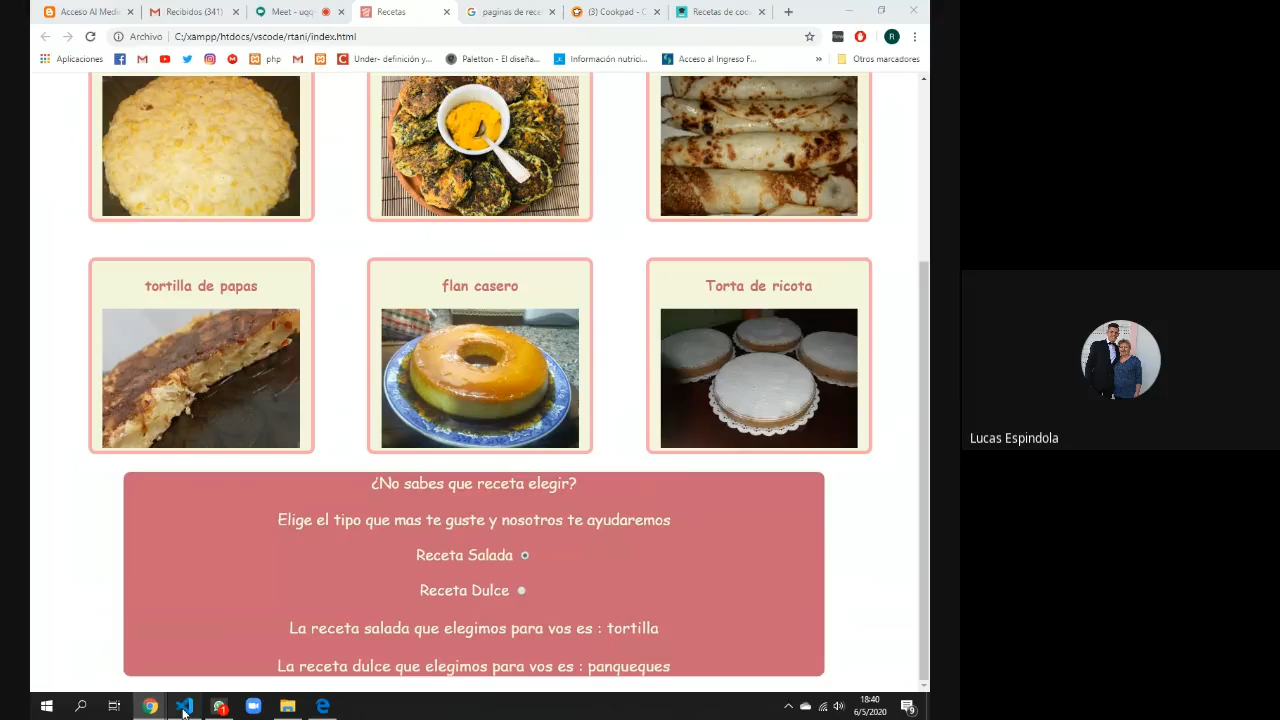 Acceso Al Medi
Recibidos (341)
Meet - uqq
Recetas
paginas de rece
(3) Cookpad - C
Recetas de coc
Archivo | C:/xampp/htdocs/vscode/rtani/index.html
R
Aplicaciones
php
Under- definición y...
Paletton - El diseña...
Información nutrici...
Acceso al Ingreso F...
»
Otros marcadores
tortilla de papas
flan casero
Torta de ricota
¿No sabes que receta elegir?
Elige el tipo que mas te guste y nosotros te ayudaremos
Receta Salada
Receta Dulce
La receta salada que elegimos para vos es : tortilla
La receta dulce que elegimos para vos es : panqueques
Lucas Espindola
18:40
6/5/2020